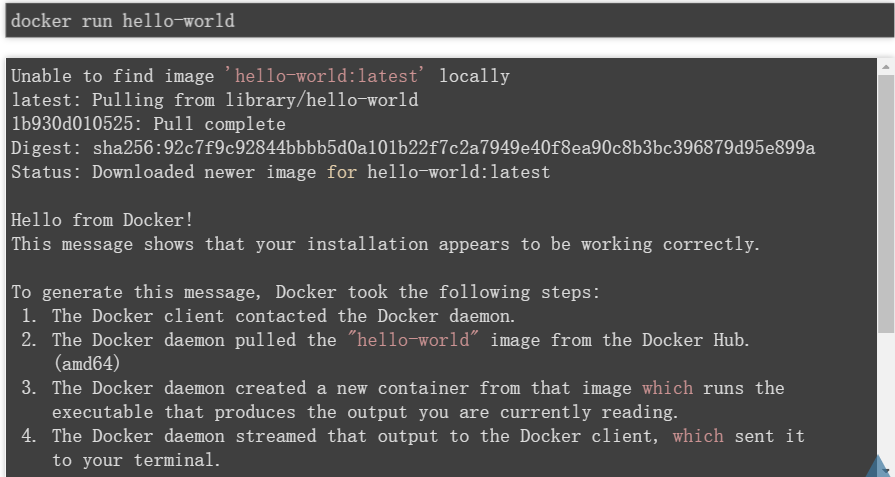 docker run hello-world
Unable to find image 'hello-world:latest' locally
latest: Pulling from library/hello-world
1b930d010525: Pull complete
Digest: sha256:92c7f9c92844bbbb5d0a101b22f7c2a7949e40f8ea90c8b3bc396879d95e899a
Status: Downloaded newer image for hello-world:latest
Hello from Docker!
This message shows that your installation appears to be working correctly.
To generate this message, Docker took the following steps:
1. The Docker client contacted the Docker daemon.
2. The Docker daemon pulled the "hello-world" image from the Docker Hub.
(amd64)
3. The Docker daemon created a new container from that image which runs the
executable that produces the output you are currently reading.
4. The Docker daemon streamed that output to the Docker client, which sent it
to your terminal.